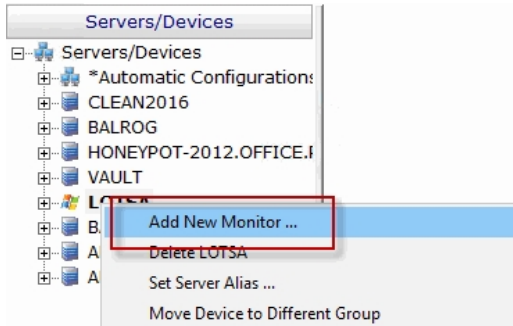 Servers/Devices
Servers/Devices
*Automatic Configurations
CLEAN2016
BALROG
HONEYPOT-2012.OFFICE.
VAULT
LOTSA
B
Add New Monitor ...
A
Delete LOTSA
A
Set Server Alias ...
Move Device to Different Group